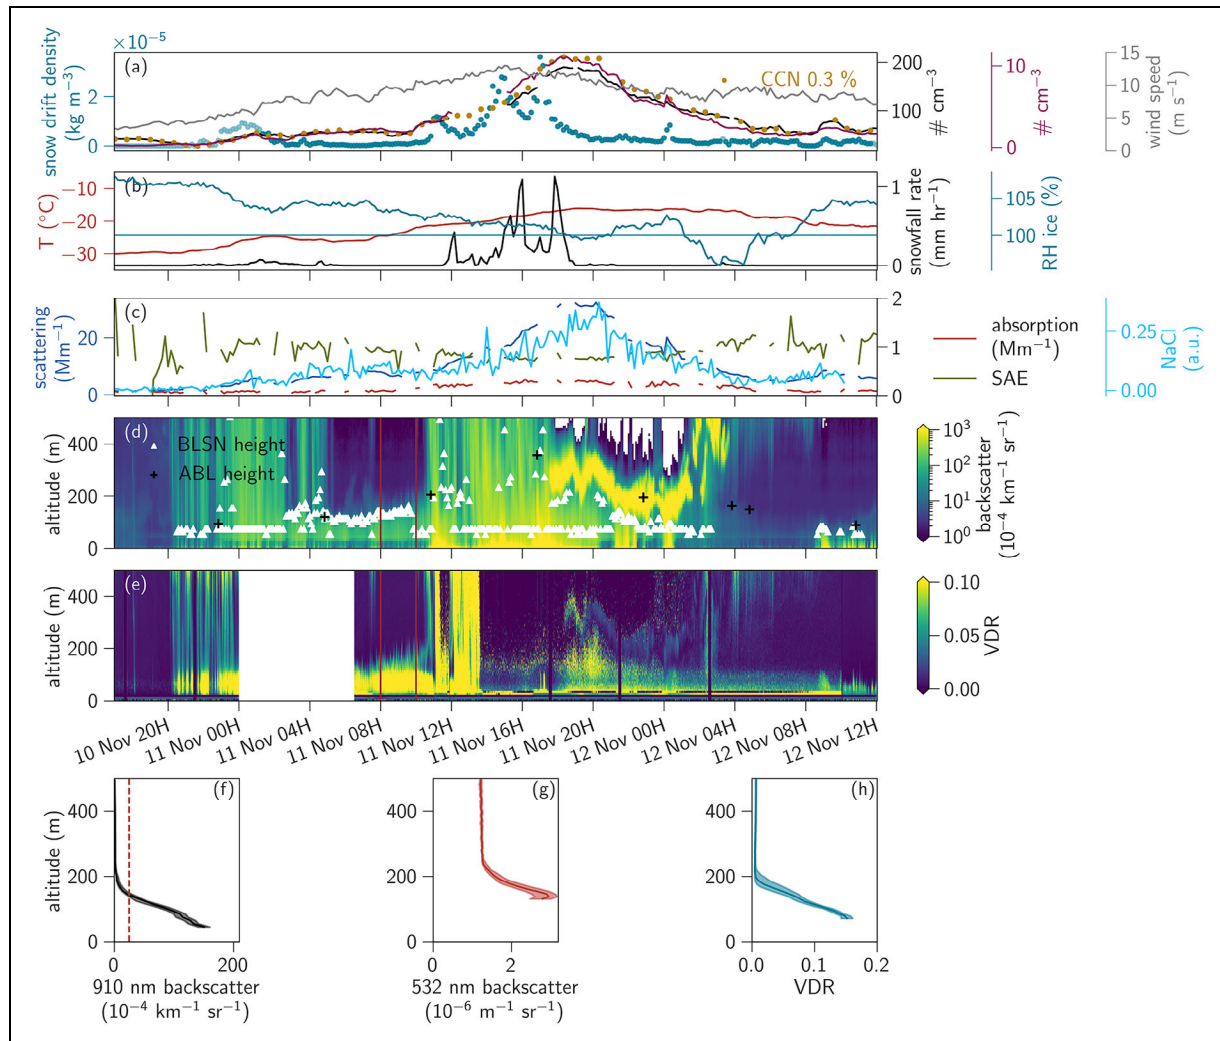 ×10⁻⁵
(a)
snow drift density
(kg m⁻³)
2
0
CCN 0.3 %
200
100
# cm⁻³
10
0
# cm⁻³
15
10
5
0
wind speed
(m s⁻¹)
(b)
T (°C)
−10
−20
−30
1
0
snowfall rate
(mm hr⁻¹)
105
100
RH ice (%)
(c)
scattering
(Mm⁻¹)
20
0
2
1
0
absorption
(Mm⁻¹)
SAE
0.25
0.00
NaCl
(a.u.)
(d)
BLSN height
ABL height
altitude (m)
400
200
0
10³
10²
10¹
10⁰
backscatter
(10⁻⁴ km⁻¹ sr⁻¹)
(e)
altitude (m)
400
200
0
0.10
0.05
0.00
VDR
10 Nov 20H
11 Nov 00H
11 Nov 04H
11 Nov 08H
11 Nov 12H
11 Nov 16H
11 Nov 20H
12 Nov 00H
12 Nov 04H
12 Nov 08H
12 Nov 12H
(f)
altitude (m)
400
200
0
0 200
910 nm backscatter
(10⁻⁴ km⁻¹ sr⁻¹)
(g)
400
200
0
0 2
532 nm backscatter
(10⁻⁶ m⁻¹ sr⁻¹)
(h)
400
200
0
0.0 0.1 0.2
VDR